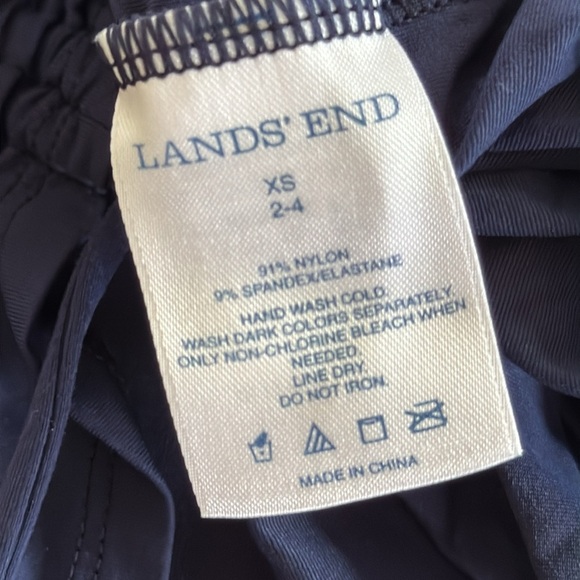 LANDS' END
XS
2-4
91% NYLON
9% SPANDEX/ELASTANE
HAND WASH COLD.
WASH DARK COLORS SEPARATELY.
ONLY NON-CHLORINE BLEACH WHEN
NEEDED.
LINE DRY.
DO NOT IRON.
MADE IN CHINA